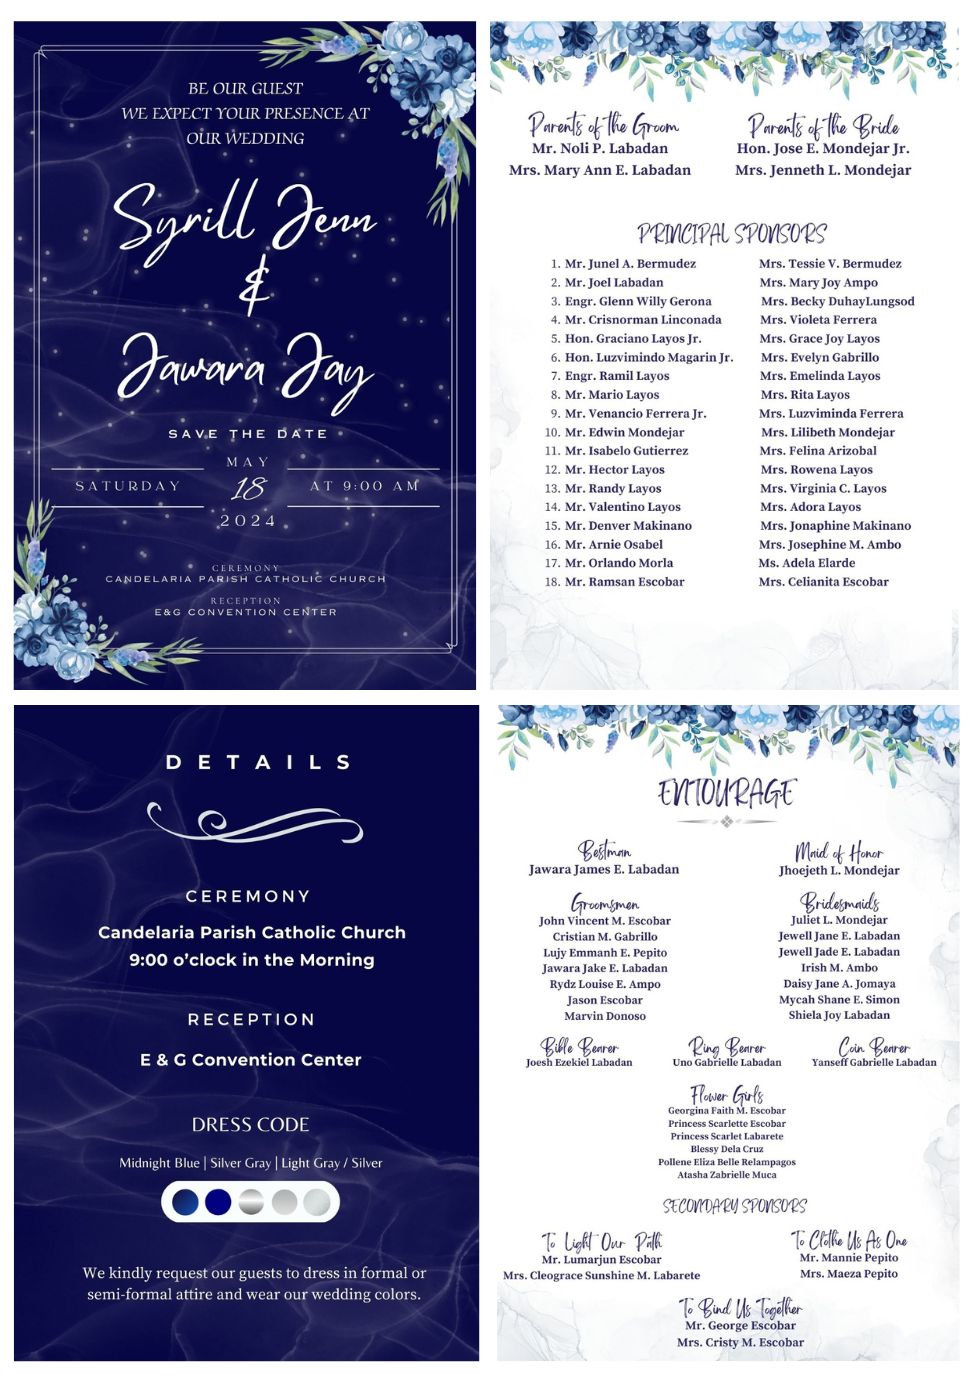 BE OUR GUEST
WE EXPECT YOUR PRESENCE AT
OUR WEDDING
Syrill Jenn
&
Jawara Jay
SAVE THE DATE
MAY
SATURDAY 18 AT 9:00 AM
2024
CEREMONY
CANDELARIA PARISH CATHOLIC CHURCH
RECEPTION
E&G CONVENTION CENTER
Parents of the Groom
Mr. Noli P. Labadan
Mrs. Mary Ann E. Labadan
Parents of the Bride
Hon. Jose E. Mondejar Jr.
Mrs. Jenneth L. Mondejar
PRINCIPAL SPONSORS
1. Mr. Junel A. Bermudez Mrs. Tessie V. Bermudez
2. Mr. Joel Labadan Mrs. Mary Joy Ampo
3. Engr. Glenn Willy Gerona Mrs. Becky DuhayLungsod
4. Mr. Crisnorman Linconada Mrs. Violeta Ferrera
5. Hon. Graciano Layos Jr. Mrs. Grace Joy Layos
6. Hon. Luzvimindo Magarin Jr. Mrs. Evelyn Gabrillo
7. Engr. Ramil Layos Mrs. Emelinda Layos
8. Mr. Mario Layos Mrs. Rita Layos
9. Mr. Venancio Ferrera Jr. Mrs. Luzviminda Ferrera
10. Mr. Edwin Mondejar Mrs. Lilibeth Mondejar
11. Mr. Isabelo Gutierrez Mrs. Felina Arizobal
12. Mr. Hector Layos Mrs. Rowena Layos
13. Mr. Randy Layos Mrs. Virginia C. Layos
14. Mr. Valentino Layos Mrs. Adora Layos
15. Mr. Denver Makinano Mrs. Jonaphine Makinano
16. Mr. Arnie Osabel Mrs. Josephine M. Ambo
17. Mr. Orlando Morla Ms. Adela Elarde
18. Mr. Ramsan Escobar Mrs. Celianita Escobar
DETAILS
CEREMONY
Candelaria Parish Catholic Church
9:00 o’clock in the Morning
RECEPTION
E & G Convention Center
DRESS CODE
Midnight Blue | Silver Gray | Light Gray / Silver
We kindly request our guests to dress in formal or
semi-formal attire and wear our wedding colors.
ENTOURAGE
Bestman
Jawara James E. Labadan
Maid of Honor
Jhoejeth L. Mondejar
Groomsmen
John Vincent M. Escobar
Cristian M. Gabrillo
Lujy Emmanh E. Pepito
Jawara Jake E. Labadan
Rydz Louise E. Ampo
Jason Escobar
Marvin Donoso
Bridesmaids
Juliet L. Mondejar
Jewell Jane E. Labadan
Jewell Jade E. Labadan
Irish M. Ambo
Daisy Jane A. Jomaya
Mycah Shane E. Simon
Shiela Joy Labadan
Bible Bearer
Joesh Ezekiel Labadan
Ring Bearer
Uno Gabrielle Labadan
Coin Bearer
Yanseff Gabrielle Labadan
Flower Girls
Georgina Faith M. Escobar
Princess Scarlette Escobar
Princess Scarlet Labarete
Blessy Dela Cruz
Pollene Eliza Belle Relampagos
Atasha Zabrielle Muca
SECONDARY SPONSORS
To Light Our Path
Mr. Lumarjun Escobar
Mrs. Cleograce Sunshine M. Labarete
To Clothe Us As One
Mr. Mannie Pepito
Mrs. Maeza Pepito
To Bind Us Together
Mr. George Escobar
Mrs. Cristy M. Escobar